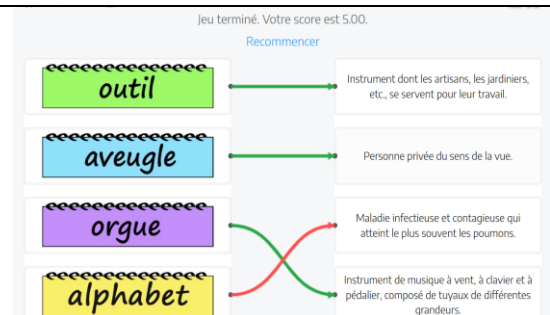 Jeu terminé. Votre score est 5.00.
Recommencer
outil
Instrument dont les artisans, les jardiniers,
etc., se servent pour leur travail.
aveugle
Personne privée du sens de la vue.
orgue
Maladie infectieuse et contagieuse qui
atteint le plus souvent les poumons.
alphabet
Instrument de musique à vent, à clavier et à
pédalier, composé de tuyaux de différentes
grandeurs.